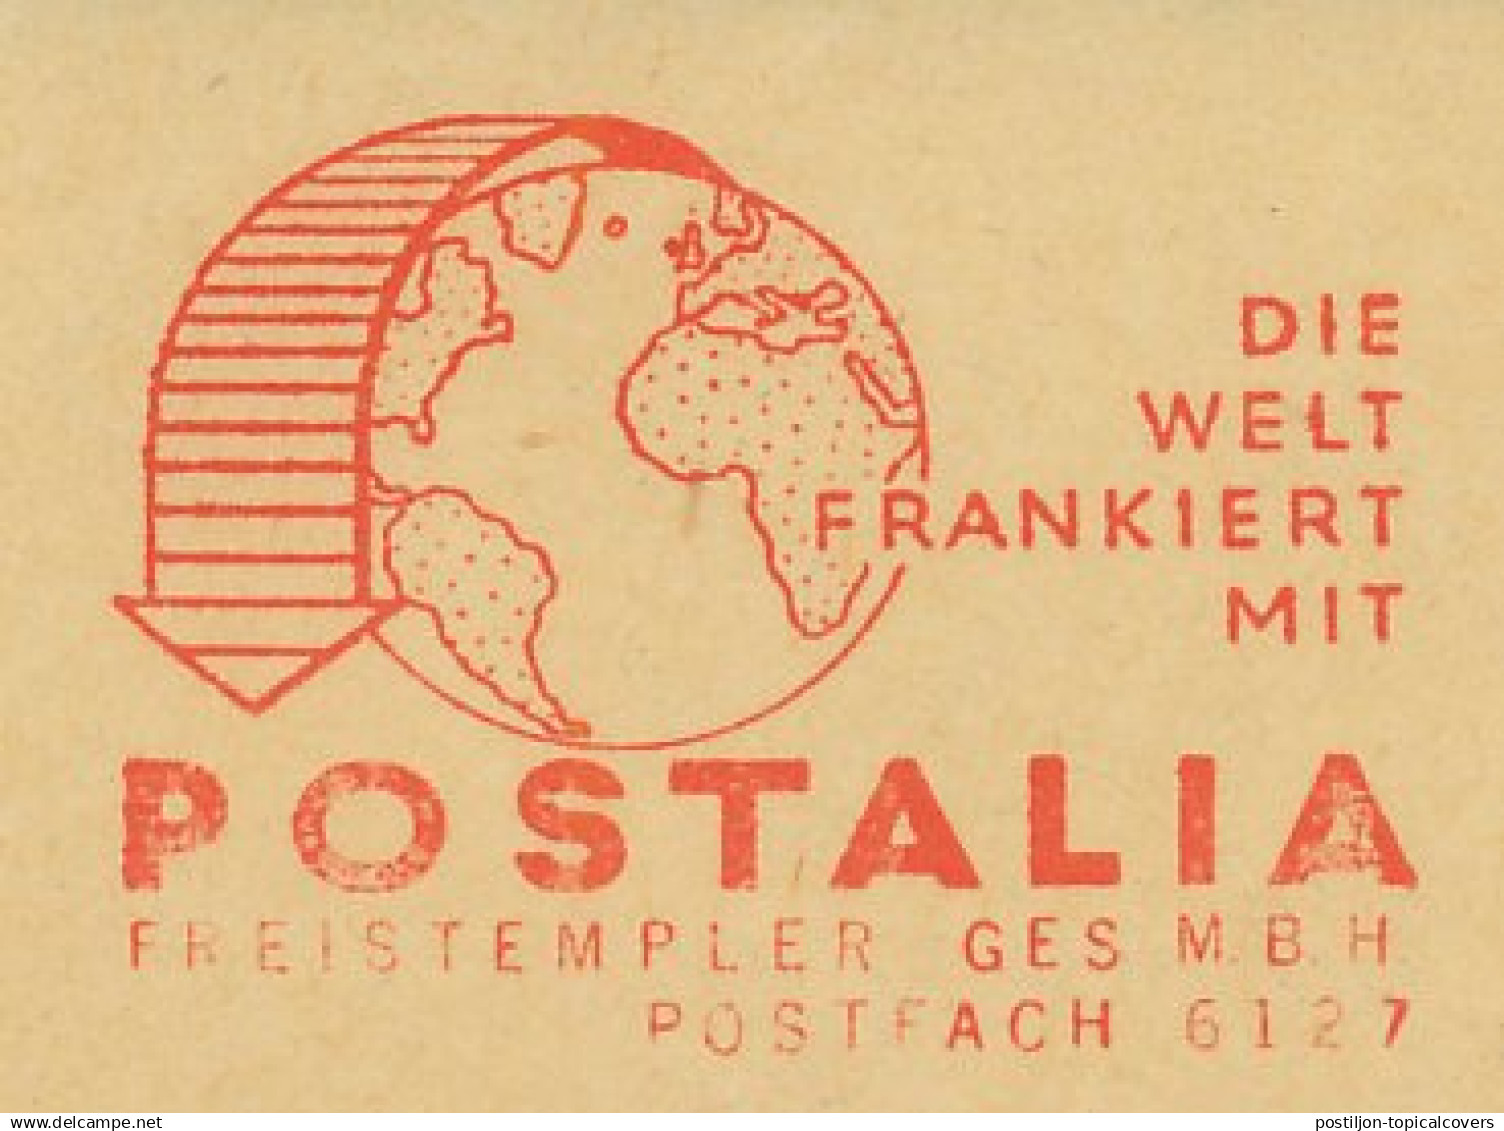 DIE
WELT
FRANKIERT
MIT
POSTALIA
FREISTEMPLER GES M.B.H.
POSTFACH 6127
www.delcampe.net
postiljon-topicalcovers